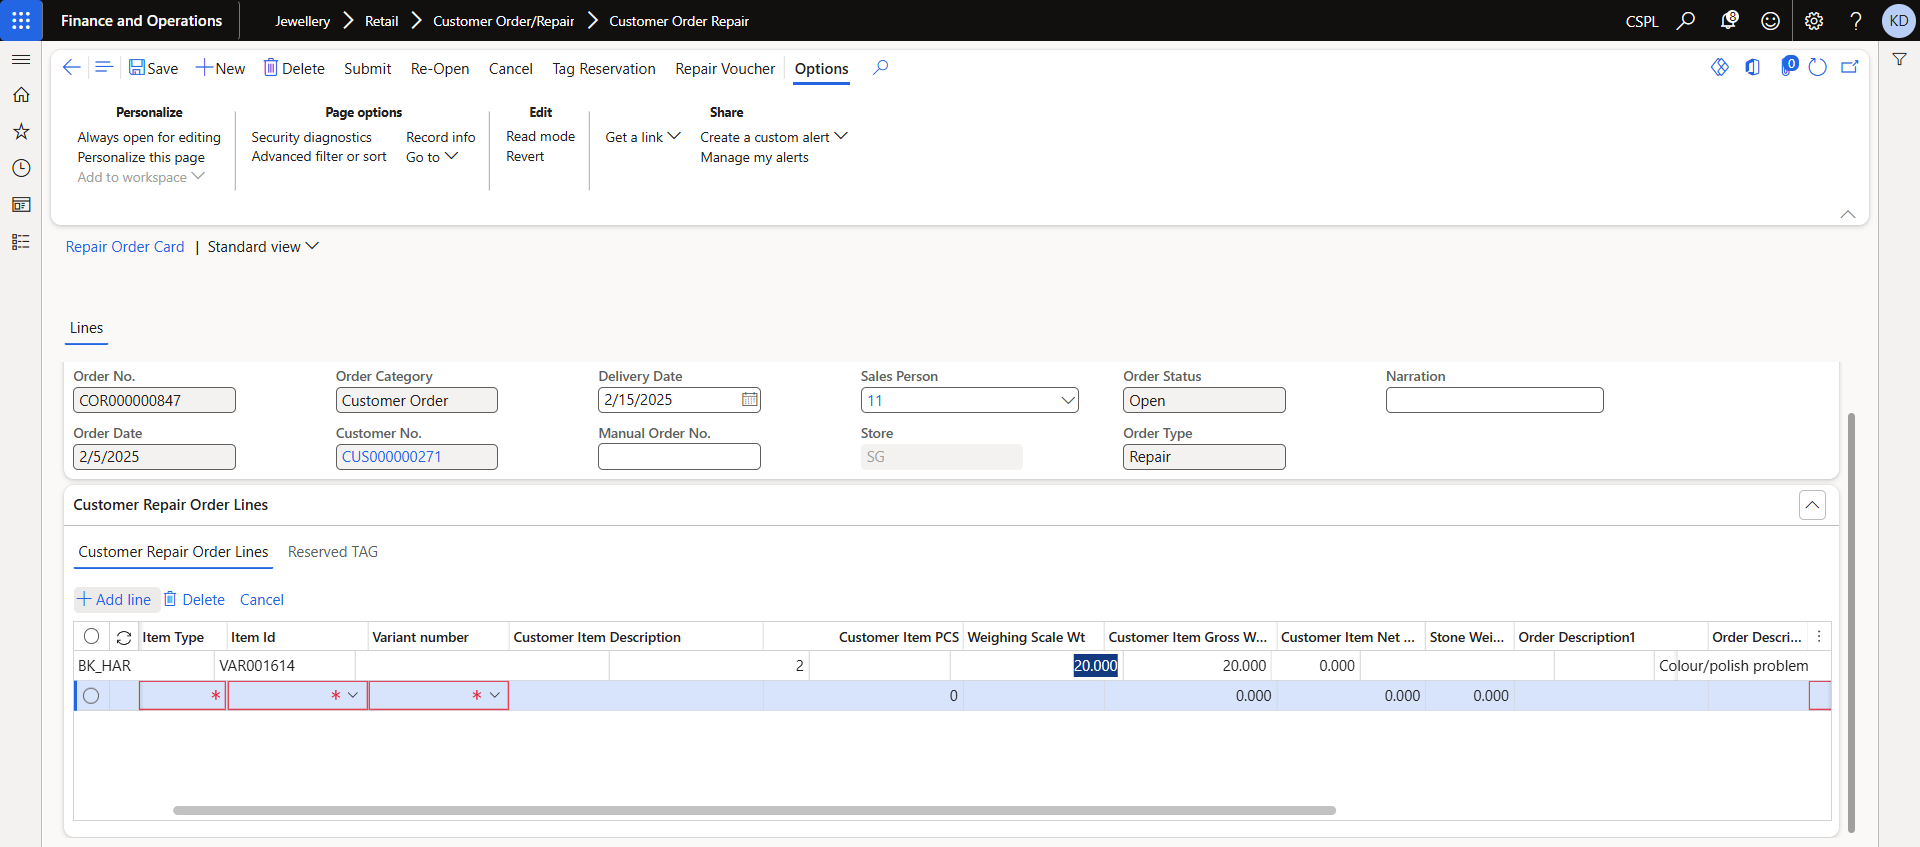 Finance and Operations
Jewellery Retail Customer Order/Repair Customer Order Repair
CSPL 8 ? KD
Save New Delete Submit Re-Open Cancel Tag Reservation Repair Voucher Options 0
Personalize
Always open for editing
Personalize this page
Add to workspace
Page options
Security diagnostics Record info
Advanced filter or sort Go to
Edit
Read mode
Revert
Get a link
Share
Create a custom alert
Manage my alerts
Repair Order Card | Standard view
Lines
Order No. Order Category Delivery Date Sales Person Order Status Narration
COR000000847 Customer Order 2/15/2025 11 Open
Order Date Customer No. Manual Order No. Store Order Type
2/5/2025 CUS000000271 SG Repair
Customer Repair Order Lines
Customer Repair Order Lines Reserved TAG
Add line Delete Cancel
Item Type Item Id Variant number Customer Item Description Customer Item PCS Weighing Scale Wt Customer Item Gross W... Customer Item Net ... Stone Wei... Order Description1 Order Descri...
BK_HAR VAR001614 2 20.000 20.000 0.000 Colour/polish problem
* * * 0 0.000 0.000 0.000